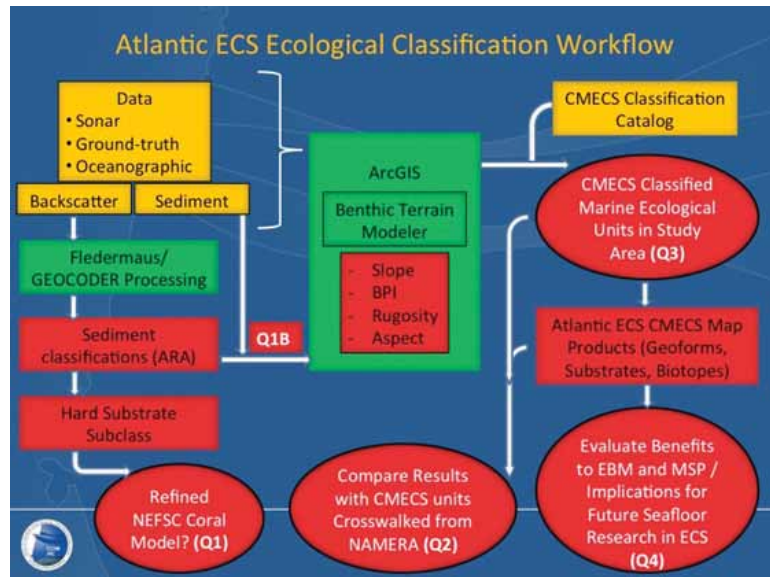 Atlantic ECS Ecological Classification Workflow
Data
• Sonar
• Ground-truth
• Oceanographic
Backscatter
Sediment
Fledermaus/
GEOCODER Processing
Sediment
classifications (ARA)
Hard Substrate
Subclass
Refined
NEFSC Coral
Model? (Q1)
Q1B
ArcGIS
Benthic Terrain
Modeler
- Slope
- BPI
- Rugosity
- Aspect
Compare Results
with CMECS units
Crosswalked from
NAMERA (Q2)
CMECS Classification
Catalog
CMECS Classified
Marine Ecological
Units in Study
Area (Q3)
Atlantic ECS CMECS Map
Products (Geoforms,
Substrates, Biotopes)
Evaluate Benefits
to EBM and MSP /
Implications for
Future Seafloor
Research in ECS
(Q4)